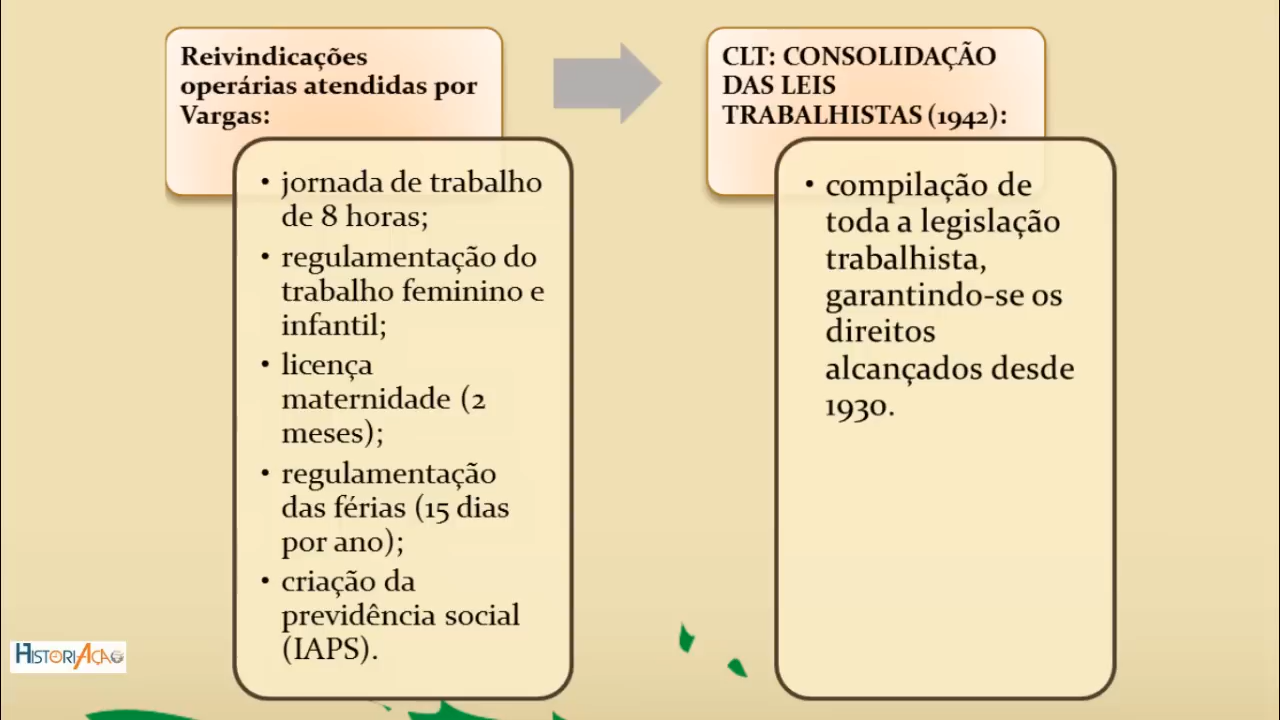 Reivindicações
operárias atendidas por
Vargas:
• jornada de trabalho
de 8 horas;
• regulamentação do
trabalho feminino e
infantil;
• licença
maternidade (2
meses);
• regulamentação
das férias (15 dias
por ano);
• criação da
previdência social
(IAPS).
CLT: CONSOLIDAÇÃO
DAS LEIS
TRABALHISTAS (1942):
• compilação de
toda a legislação
trabalhista,
garantindo-se os
direitos
alcançados desde
1930.
HISTORIAÇÃO